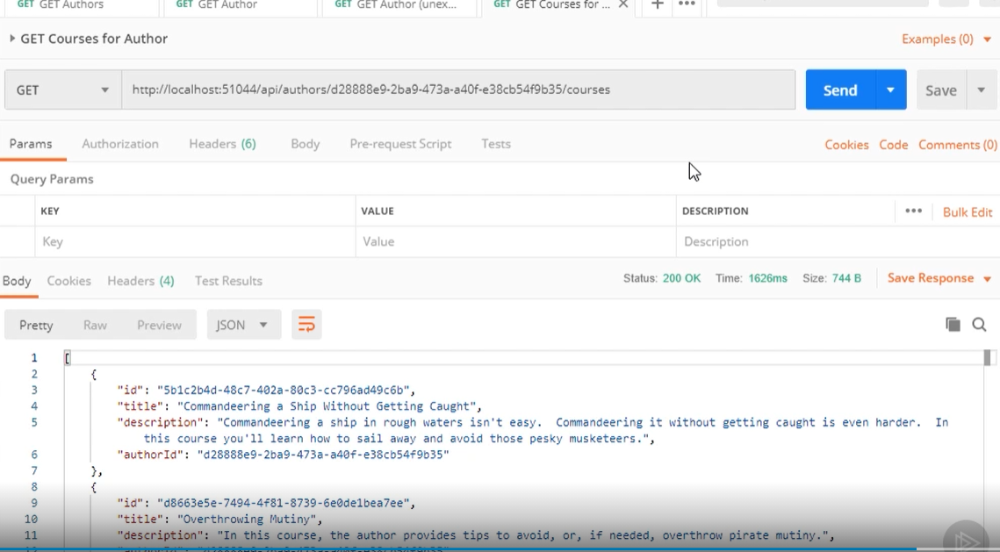 GET GET Authors GET GET Author GET GET Author (unex... GET GET Courses for ...
GET Courses for Author Examples (0)
GET http://localhost:51044/api/authors/d28888e9-2ba9-473a-a40f-e38cb54f9b35/courses Send Save
Params Authorization Headers (6) Body Pre-request Script Tests Cookies Code Comments (0)
Query Params
KEY VALUE DESCRIPTION ••• Bulk Edit
Key Value Description
Body Cookies Headers (4) Test Results Status: 200 OK Time: 1626ms Size: 744 B Save Response
Pretty Raw Preview JSON
1 [
2 {
3 "id": "5b1c2b4d-48c7-402a-80c3-cc796ad49c6b",
4 "title": "Commandeering a Ship Without Getting Caught",
5 "description": "Commandeering a ship in rough waters isn't easy.  Commandeering it without getting caught is even harder.  In
this course you'll learn how to sail away and avoid those pesky musketeers.",
6 "authorId": "d28888e9-2ba9-473a-a40f-e38cb54f9b35"
7 },
8 {
9 "id": "d8663e5e-7494-4f81-8739-6e0de1bea7ee",
10 "title": "Overthrowing Mutiny",
11 "description": "In this course, the author provides tips to avoid, or, if needed, overthrow pirate mutiny.",